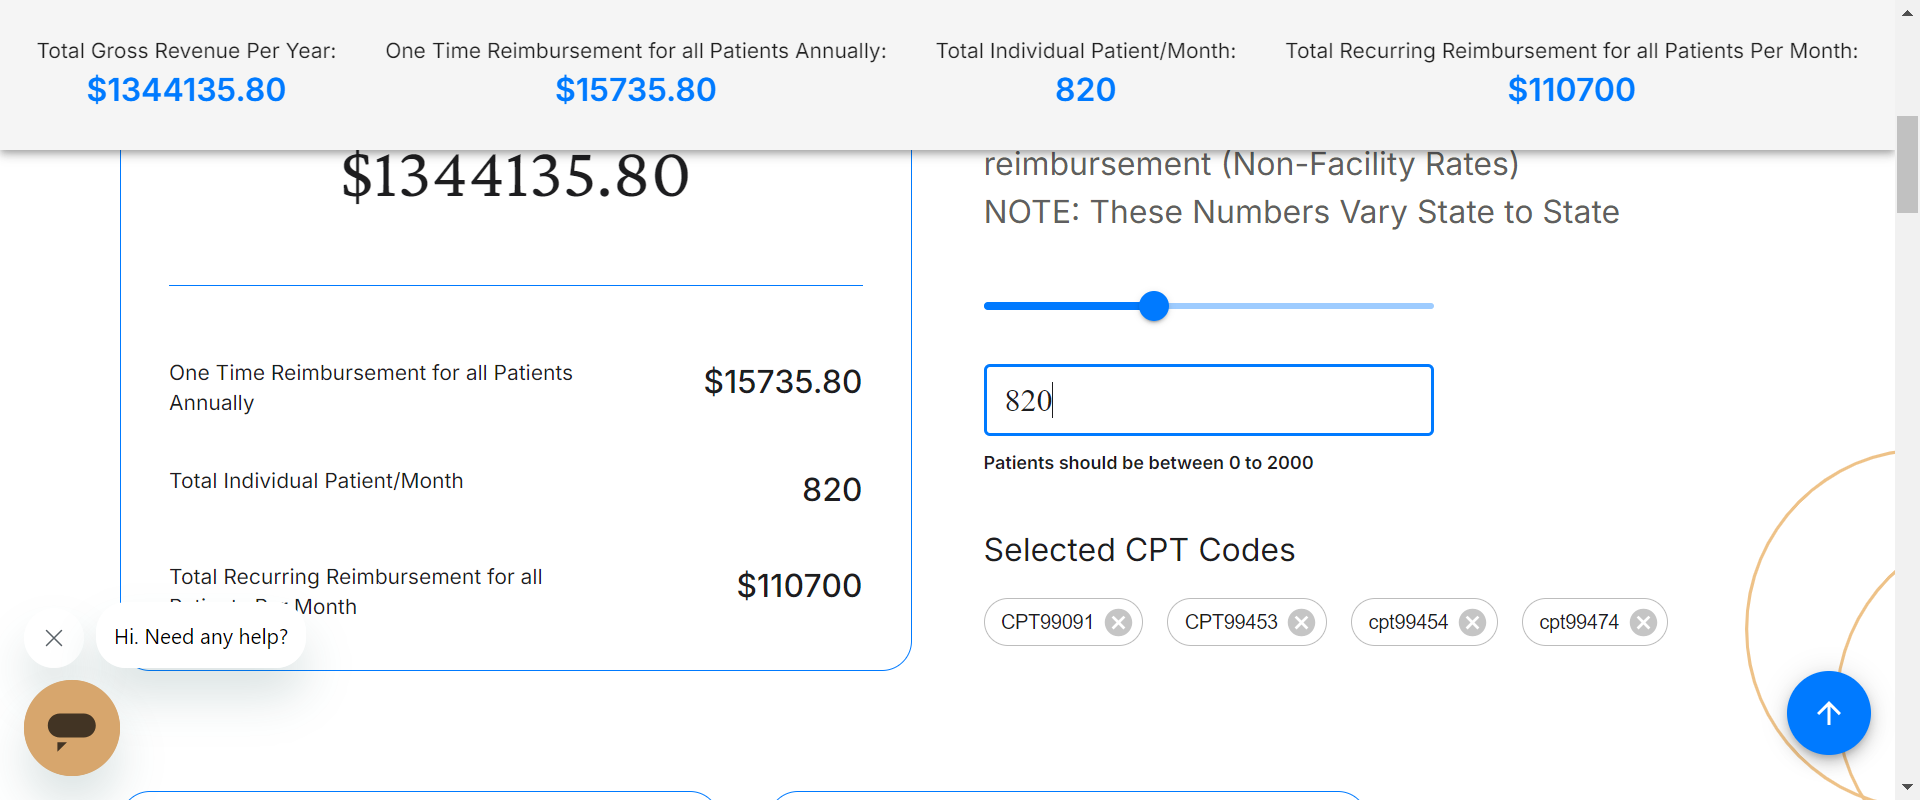 Total Gross Revenue Per Year:
$1344135.80
One Time Reimbursement for all Patients Annually:
$15735.80
Total Individual Patient/Month:
820
Total Recurring Reimbursement for all Patients Per Month:
$110700
$1344135.80
One Time Reimbursement for all Patients
Annually
$15735.80
Total Individual Patient/Month
820
Total Recurring Reimbursement for all
Month
$110700
reimbursement (Non-Facility Rates)
NOTE: These Numbers Vary State to State
820
Patients should be between 0 to 2000
Selected CPT Codes
CPT99091
CPT99453
cpt99454
cpt99474
Hi. Need any help?